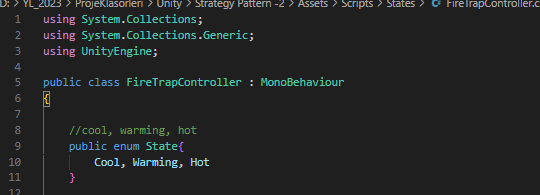 D: > YL_2023 > ProjeKlasorleri > Unity > Strategy Pattern -2 > Assets > Scripts > States > FireTrapController.c
1 using System.Collections;
2 using System.Collections.Generic;
3 using UnityEngine;
4
5 public class FireTrapController : MonoBehaviour
6 {
7
8 //cool, warming, hot
9 public enum State{
10 Cool, Warming, Hot
11 }
12